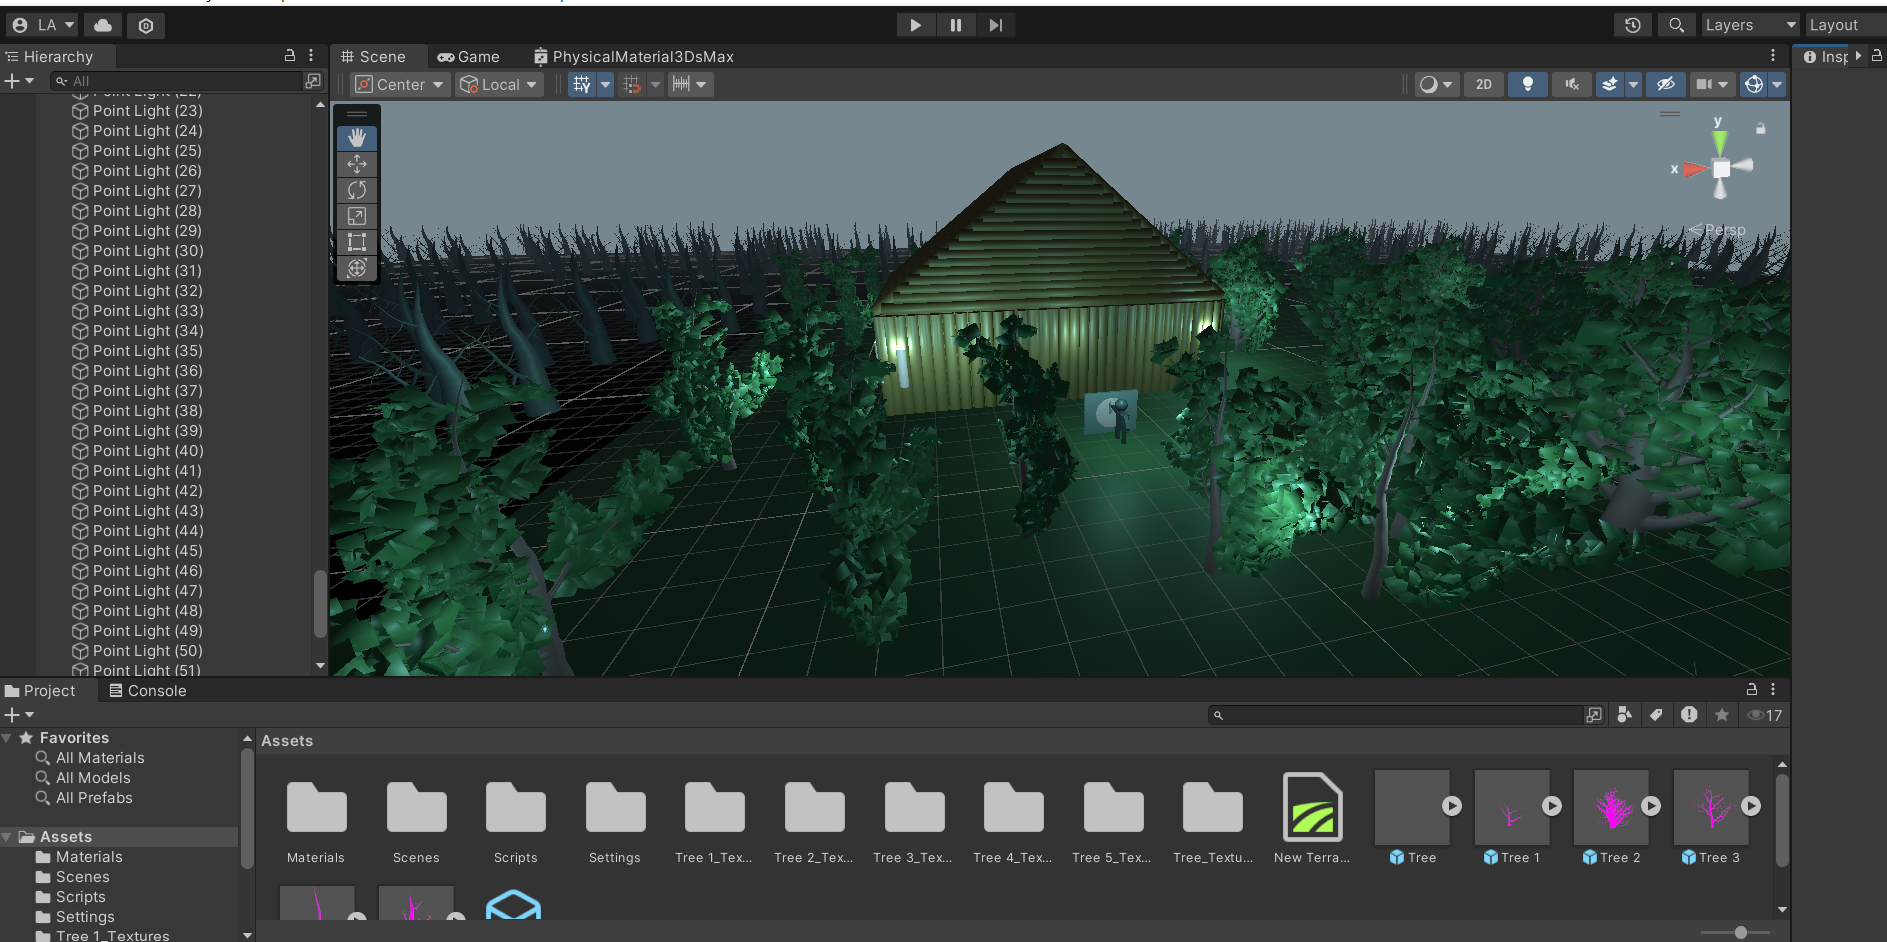 LA
Layers
Layout
Hierarchy
Scene
Game
PhysicalMaterial3DsMax
Insp
All
Center
Local
2D
Point Light (22)
Point Light (23)
Point Light (24)
Point Light (25)
Point Light (26)
Point Light (27)
Point Light (28)
Point Light (29)
Point Light (30)
Point Light (31)
Point Light (32)
Point Light (33)
Point Light (34)
Point Light (35)
Point Light (36)
Point Light (37)
Point Light (38)
Point Light (39)
Point Light (40)
Point Light (41)
Point Light (42)
Point Light (43)
Point Light (44)
Point Light (45)
Point Light (46)
Point Light (47)
Point Light (48)
Point Light (49)
Point Light (50)
Point Light (51)
y
x
Persp
Project
Console
17
Favorites
All Materials
All Models
All Prefabs
Assets
Materials
Scenes
Scripts
Settings
Tree 1_Textures
Assets
Materials
Scenes
Scripts
Settings
Tree 1_Tex...
Tree 2_Tex...
Tree 3_Tex...
Tree 4_Tex...
Tree 5_Tex...
Tree_Textu...
New Terra...
Tree
Tree 1
Tree 2
Tree 3